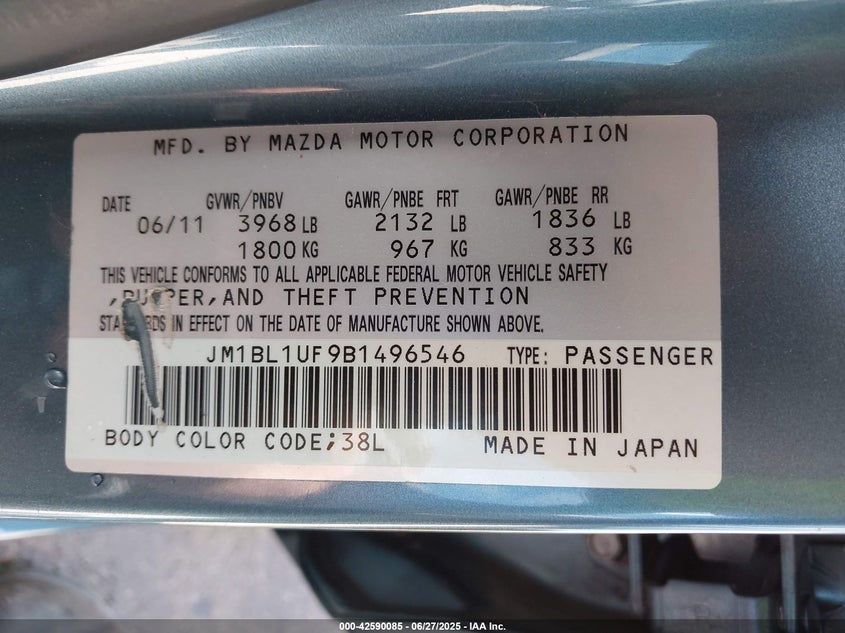 MFD. BY MAZDA MOTOR CORPORATION
DATE GVWR/PNBV GAWR/PNBE FRT GAWR/PNBE RR
06/11 3968 LB 2132 LB 1836 LB
1800 KG 967 KG 833 KG
THIS VEHICLE CONFORMS TO ALL APPLICABLE FEDERAL MOTOR VEHICLE SAFETY
, AND THEFT PREVENTION
IN EFFECT ON THE DATE OF MANUFACTURE SHOWN ABOVE.
JM1BL1UF9B1496546 TYPE: PASSENGER
BODY COLOR CODE;38L MADE IN JAPAN
000-42590085 - 06/27/2025 - IAA Inc.